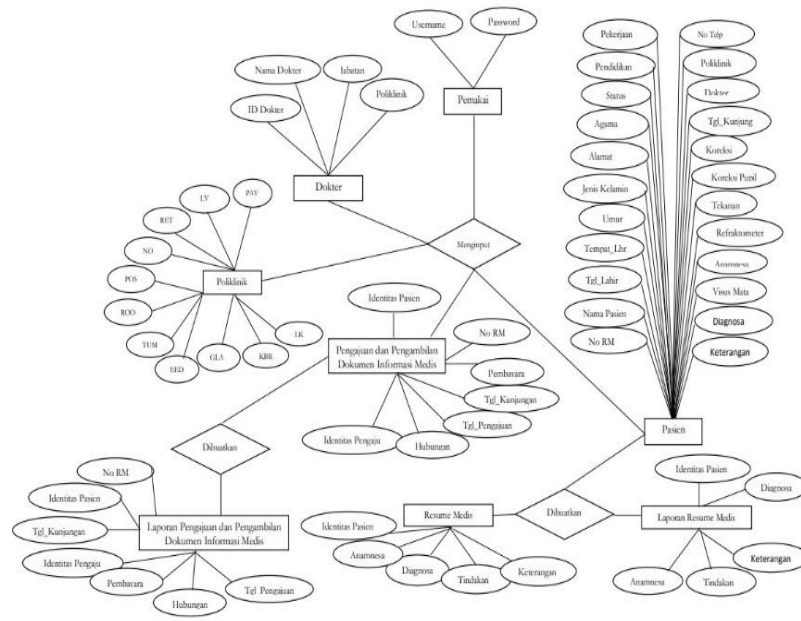 Username
Password
Pemakai
Nama Dokter
Jabatan
Poliklinik
ID Dokter
Dokter
Pekerjaan
No Telp
Pendidikan
Poliklinik
Status
Dokter
Agama
Tgl_Kunjung
Alamat
Koreksi
Jenis Kelamin
Koreksi Pupil
Umur
Tekanan
Tempat_Lhr
Refraktometer
Tgl_Lahir
Anamnesa
Nama Pasien
Visus Mata
No RM
Diagnosa
Keterangan
Pasien
Menginput
PAV
LV
RET
NO
POS
ROO
TUM
EED
GLA
KBR
LK
Poliklinik
Identitas Pasien
No RM
Pengajuan dan Pengambilan
Dokumen Informasi Medis
Pembayara
Tgl_Kunjungan
Tgl_Pengajuan
Identitas Pengaju
Hubungan
Dibuatkan
No RM
Identitas Pasien
Tgl_Kunjungan
Laporan Pengajuan dan Pengambilan
Dokumen Informasi Medis
Identitas Pengaju
Pembayara
Hubungan
Tgl_Pengajuan
Resume Medis
Identitas Pasien
Anamnesa
Diagnosa
Tindakan
Keterangan
Dibuatkan
Laporan Resume Medis
Identitas Pasien
Diagnosa
Keterangan
Anamnesa
Tindakan